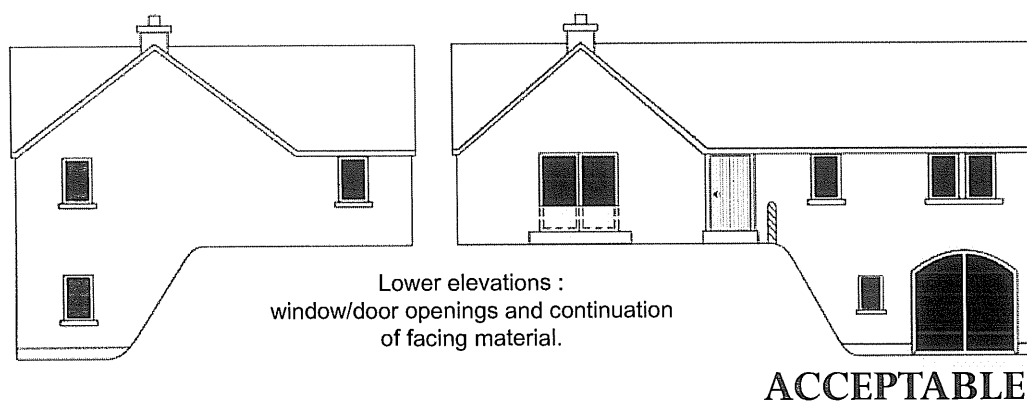 Lower elevations :
window/door openings and continuation
of facing material.
ACCEPTABLE